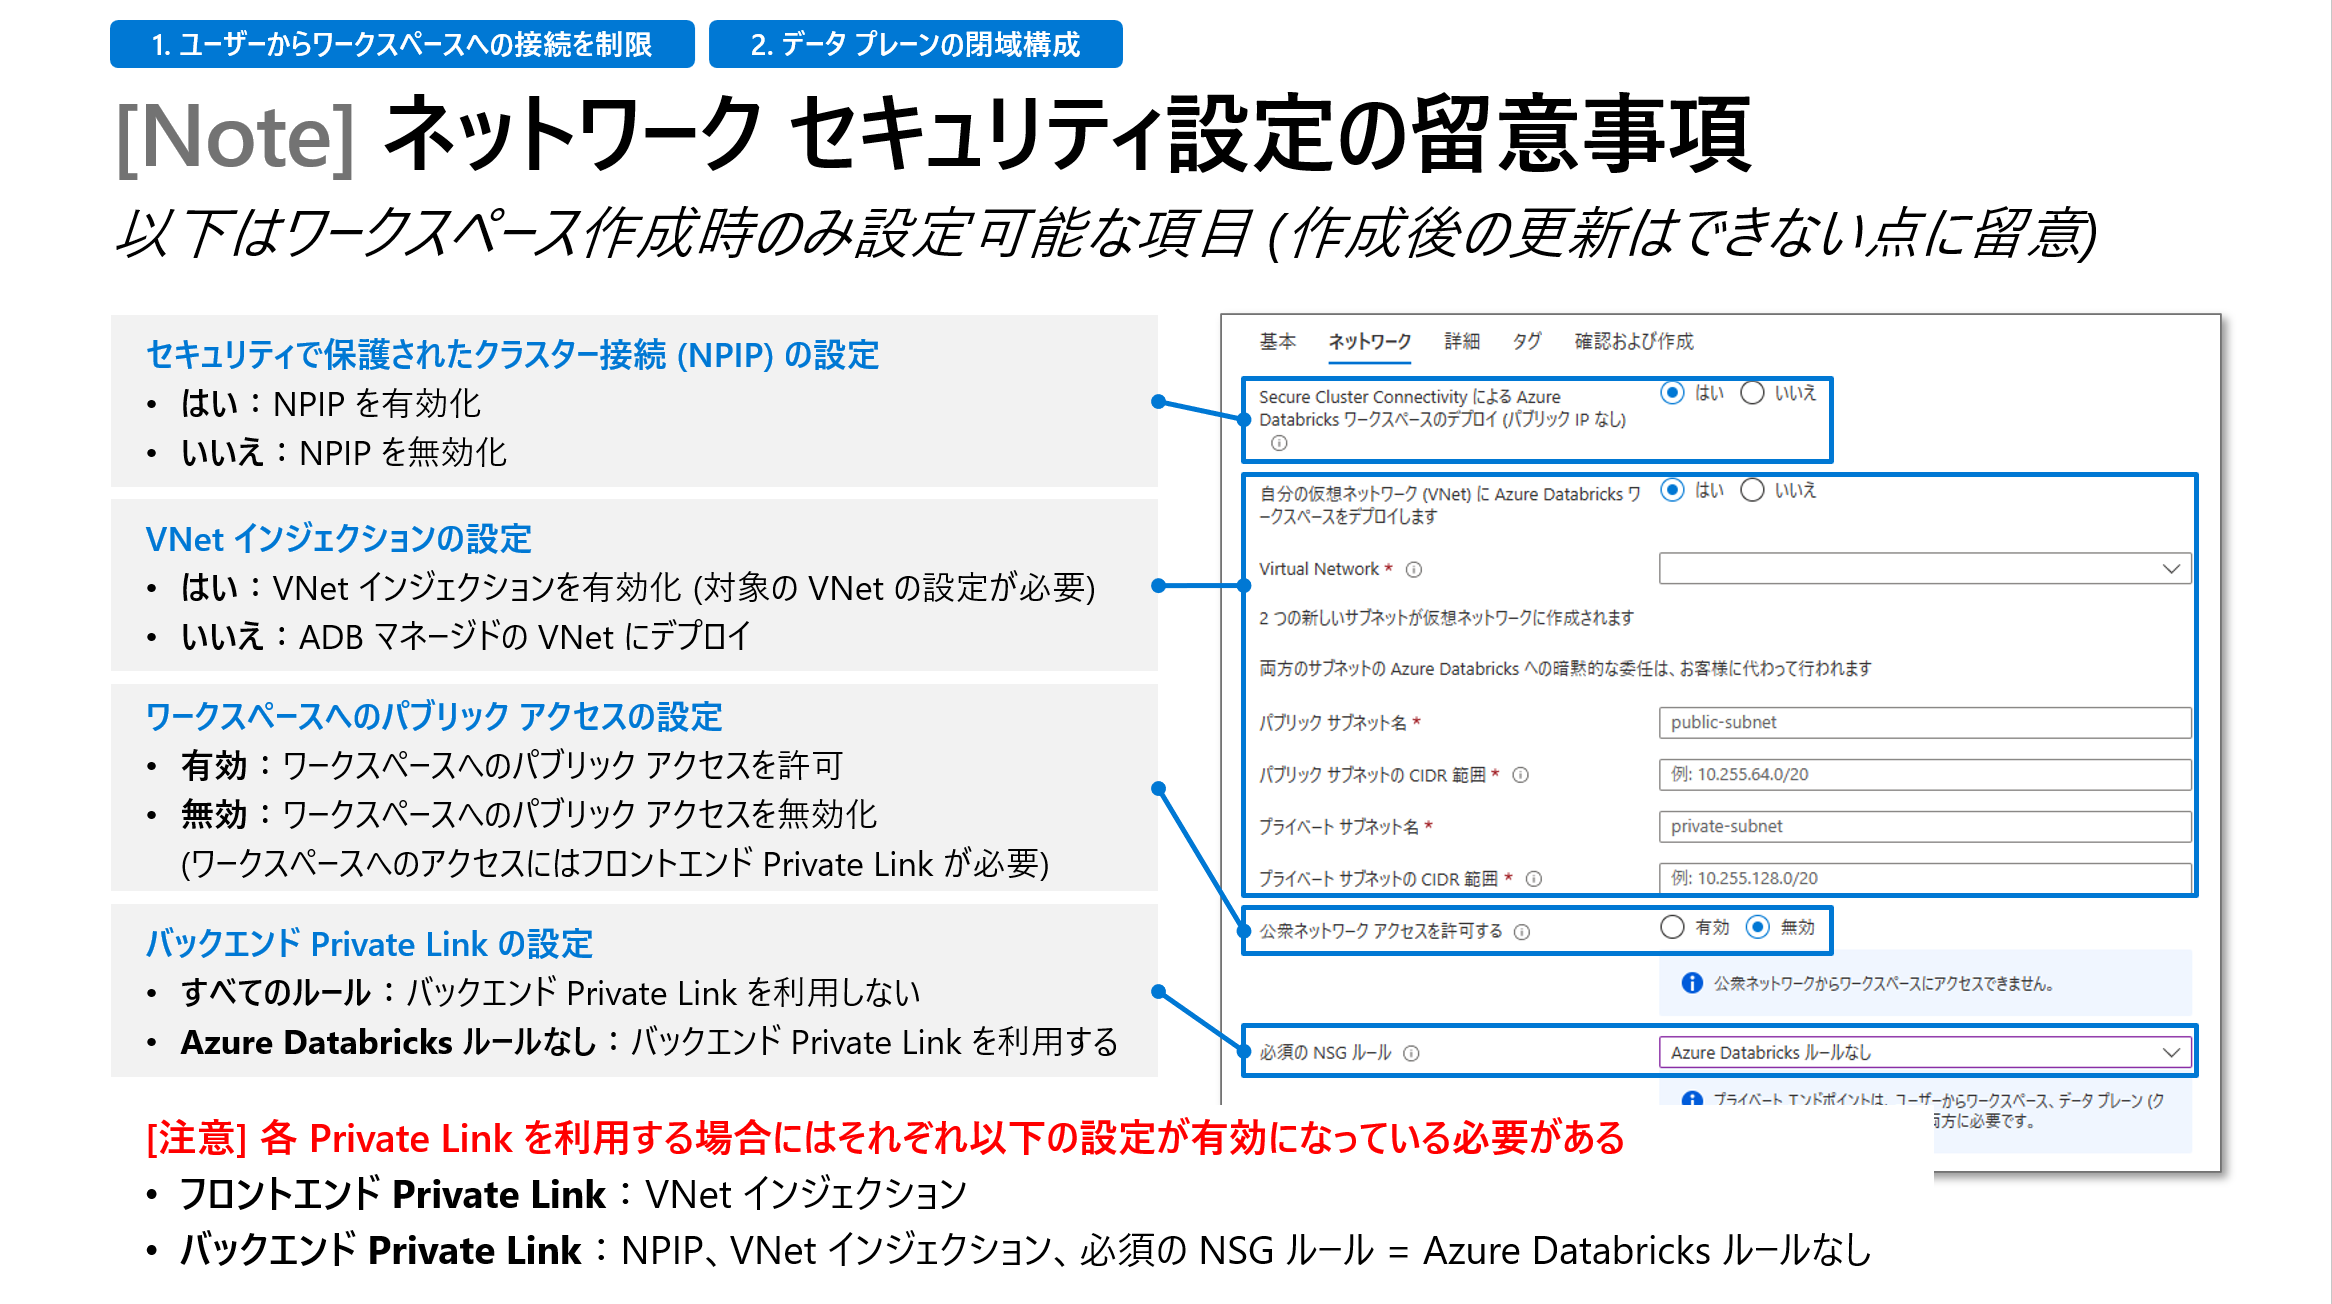 1. ユーザーからワークスペースへの接続を制限
2. データ プレーンの閉域構成
[Note] ネットワーク セキュリティ設定の留意事項
以下はワークスペース作成時のみ設定可能な項目 (作成後の更新はできない点に留意)
セキュリティで保護されたクラスター接続 (NPIP) の設定
• はい：NPIP を有効化
• いいえ：NPIP を無効化
VNet インジェクションの設定
• はい：VNet インジェクションを有効化 (対象の VNet の設定が必要)
• いいえ：ADB マネージドの VNet にデプロイ
ワークスペースへのパブリック アクセスの設定
• 有効：ワークスペースへのパブリック アクセスを許可
• 無効：ワークスペースへのパブリック アクセスを無効化
(ワークスペースへのアクセスにはフロントエンド Private Link が必要)
バックエンド Private Link の設定
• すべてのルール：バックエンド Private Link を利用しない
• Azure Databricks ルールなし：バックエンド Private Link を利用する
基本 ネットワーク 詳細 タグ 確認および作成
Secure Cluster Connectivity による Azure
Databricks ワークスペースのデプロイ (パブリック IP なし)
はい いいえ
自分の仮想ネットワーク (VNet) に Azure Databricks ワ
ークスペースをデプロイします
はい いいえ
Virtual Network *
2 つの新しいサブネットが仮想ネットワークに作成されます
両方のサブネットの Azure Databricks への暗黙的な委任は、お客様に代わって行われます
パブリック サブネット名 * public-subnet
パブリック サブネットの CIDR 範囲 * 例: 10.255.64.0/20
プライベート サブネット名 * private-subnet
プライベート サブネットの CIDR 範囲 * 例: 10.255.128.0/20
公衆ネットワーク アクセスを許可する 有効 無効
公衆ネットワークからワークスペースにアクセスできません。
必須の NSG ルール Azure Databricks ルールなし
プライベート エンドポイントは、ユーザーからワークスペース、データ プレーン (ク
両方に必要です。
[注意] 各 Private Link を利用する場合にはそれぞれ以下の設定が有効になっている必要がある
• フロントエンド Private Link：VNet インジェクション
• バックエンド Private Link：NPIP、VNet インジェクション、必須の NSG ルール = Azure Databricks ルールなし